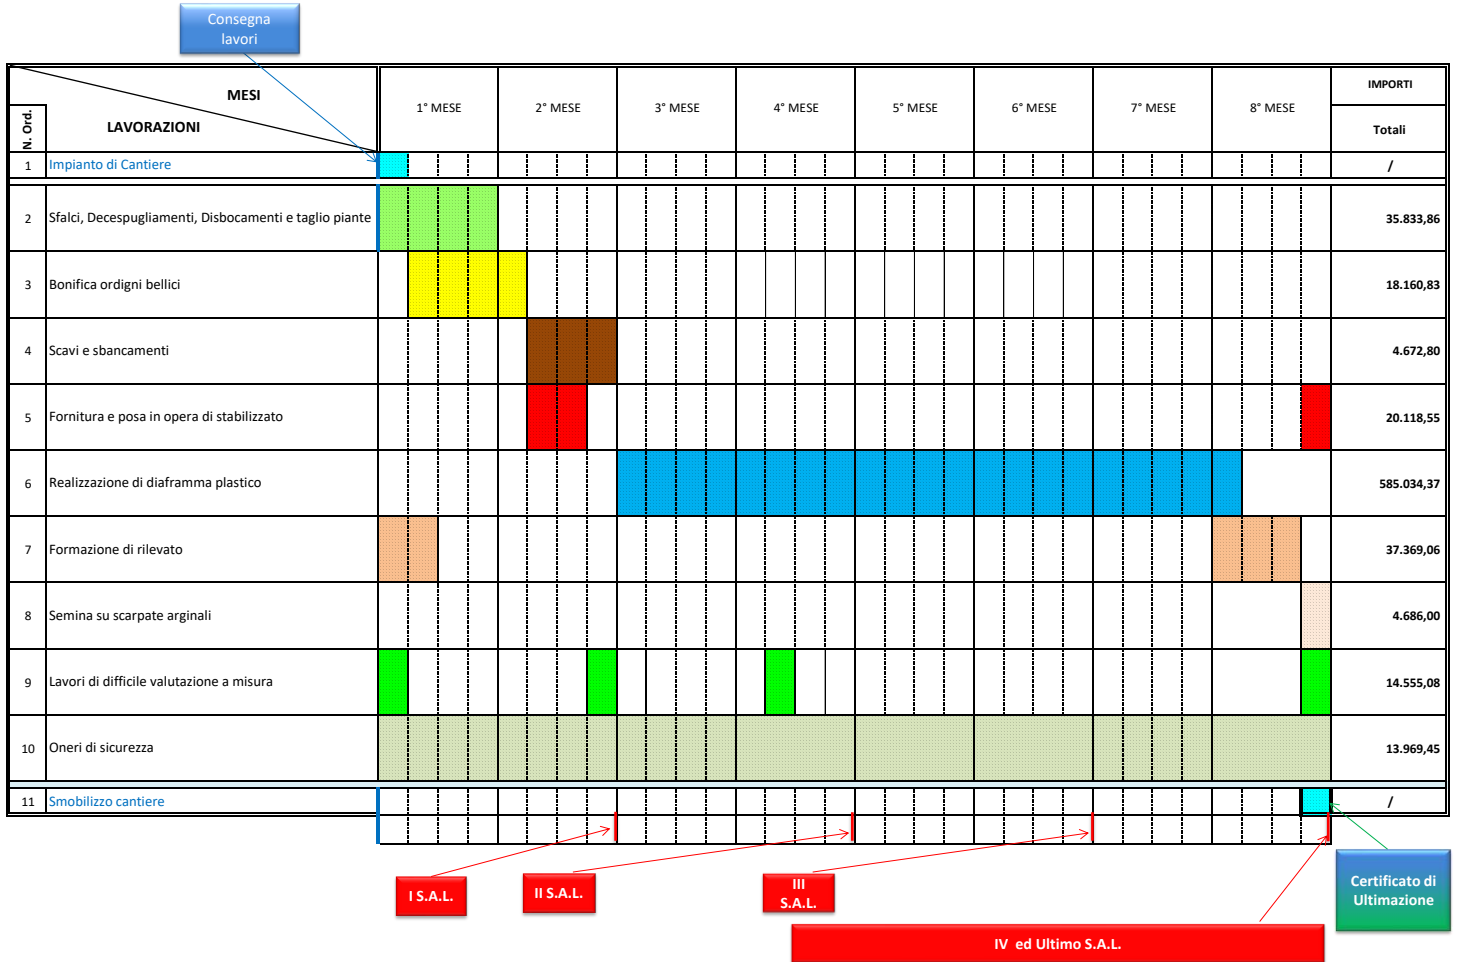 Consegna
lavori
MESI
LAVORAZIONI
N. Ord.
1° MESE
2° MESE
3° MESE
4° MESE
5° MESE
6° MESE
7° MESE
8° MESE
IMPORTI
Totali
1 Impianto di Cantiere /
2 Sfalci, Decespugliamenti, Disbocamenti e taglio piante 35.833,86
3 Bonifica ordigni bellici 18.160,83
4 Scavi e sbancamenti 4.672,80
5 Fornitura e posa in opera di stabilizzato 20.118,55
6 Realizzazione di diaframma plastico 585.034,37
7 Formazione di rilevato 37.369,06
8 Semina su scarpate arginali 4.686,00
9 Lavori di difficile valutazione a misura 14.555,08
10 Oneri di sicurezza 13.969,45
11 Smobilizzo cantiere /
I S.A.L.
II S.A.L.
III
S.A.L.
IV ed Ultimo S.A.L.
Certificato di
Ultimazione